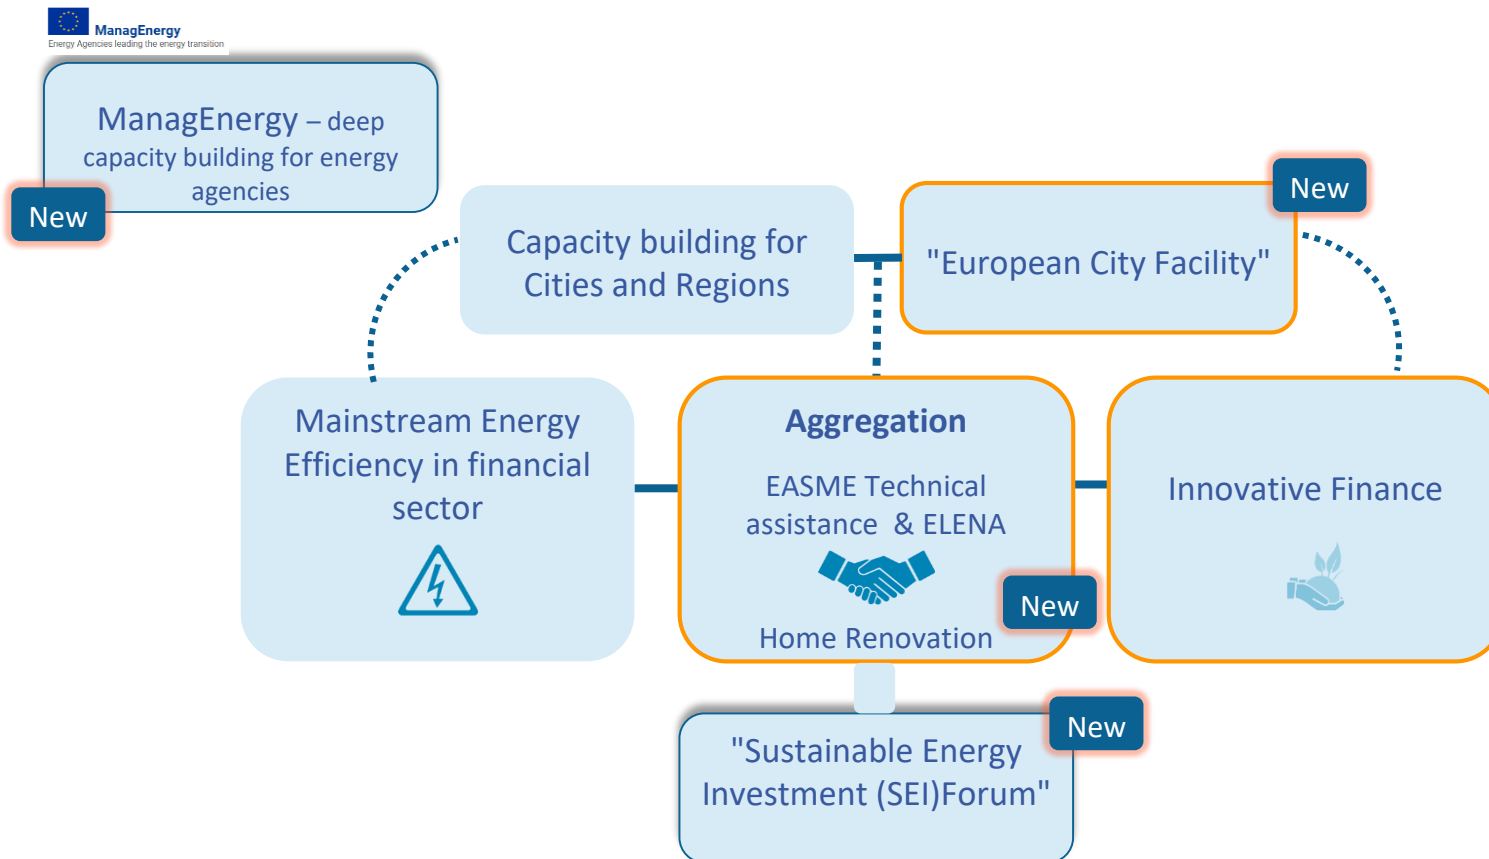 ManagEnergy
Energy Agencies leading the energy transition
ManagEnergy – deep
capacity building for energy
agencies
New
Capacity building for
Cities and Regions
"European City Facility"
New
Mainstream Energy
Efficiency in financial
sector
Aggregation
EASME Technical
assistance & ELENA
Home Renovation
New
Innovative Finance
"Sustainable Energy
Investment (SEI)Forum"
New